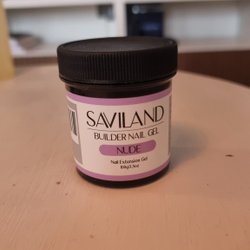 SAVILAND
BUILDER NAIL GEL
NUDE
Nail Extension Gel